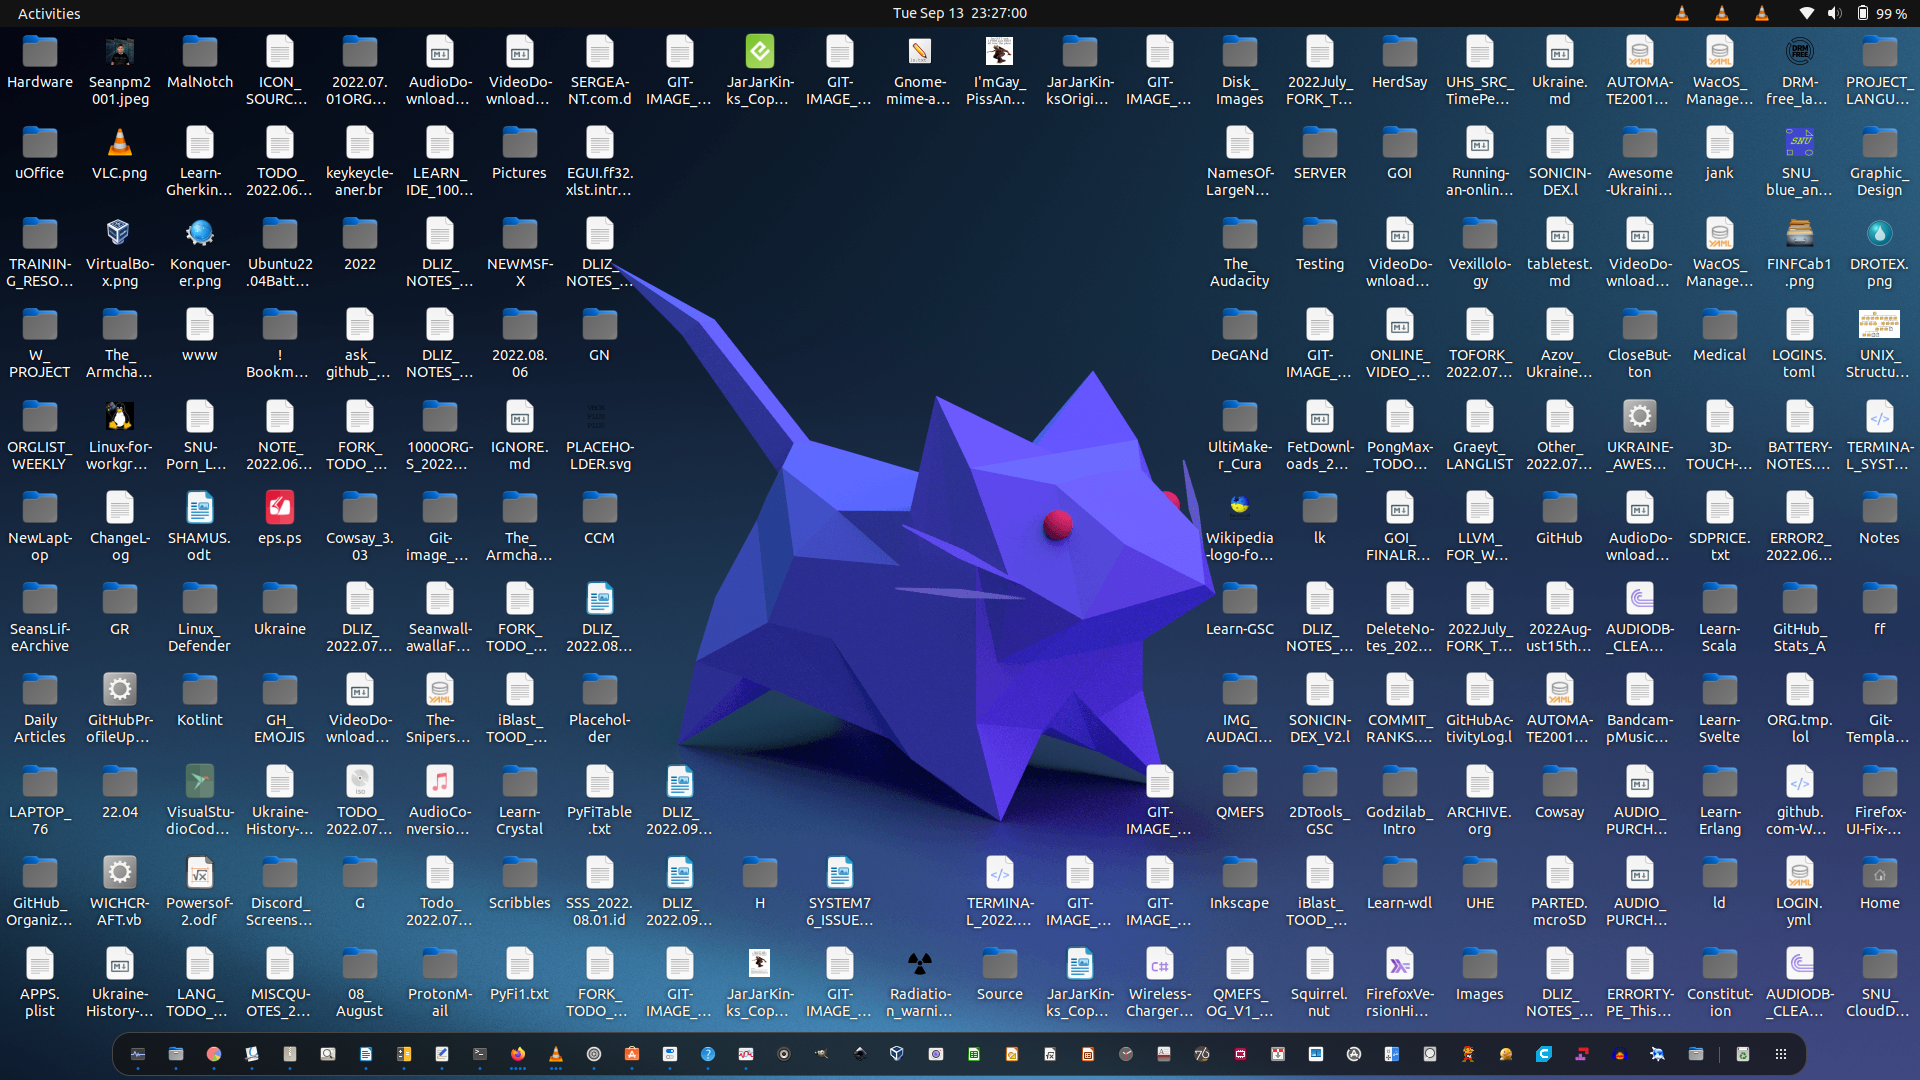 Activities
Tue Sep 13 23:27:00
99 %
Hardware
Seanpm2
001.jpeg
MalNotch
ICON_
SOURC...
2022.07.
01ORG...
AudioDo-
wnload...
VideoDo-
wnload...
SERGEA-
NT.com.d
GIT-
IMAGE_...
JarJarKin-
ks_Cop...
GIT-
IMAGE_...
Gnome-
mime-a...
I'mGay_
PissAn...
JarJarKin-
ksOrigi...
GIT-
IMAGE_...
Disk_
Images
2022July_
FORK_T...
HerdSay
UHS_SRC_
TimePe...
Ukraine.
md
AUTOMA-
TE2001...
WacOS_
Manage...
DRM-
free_la...
PROJECT_
LANGU...
uOffice
VLC.png
Learn-
Gherkin...
TODO_
2022.06...
keykeycle-
aner.br
LEARN_
IDE_100...
Pictures
EGUI.ff32.
xlst.intr...
NamesOf-
LargeN...
SERVER
GOI
Running-
an-onlin...
SONICIN-
DEX.l
Awesome
-Ukraini...
jank
SNU_
blue_an...
Graphic_
Design
TRAININ-
G_RESO...
VirtualBo-
x.png
Konquer-
er.png
Ubuntu22
.04Batt...
2022
DLIZ_
NOTES_...
NEWMSF-
X
DLIZ_
NOTES_...
The_
Audacity
Testing
VideoDo-
wnload...
Vexillolo-
gy
tabletest.
md
VideoDo-
wnload...
WacOS_
Manage...
FINFCab1
.png
DROTEX.
png
W_
PROJECT
The_
Armcha...
www
!
Bookm...
ask_
github_...
DLIZ_
NOTES_...
2022.08.
06
GN
DeGANd
GIT-
IMAGE_...
ONLINE_
VIDEO_...
TOFORK_
2022.07...
Azov_
Ukraine...
CloseBut-
ton
Medical
LOGINS.
toml
UNIX_
Structu...
ORGLIST_
WEEKLY
Linux-for-
workgr...
SNU-
Porn_L...
NOTE_
2022.06...
FORK_
TODO_...
1000ORG-
S_2022...
IGNORE.
md
PLACEHO-
LDER.svg
UltiMake-
r_Cura
FetDownl-
oads_2...
PongMax-
_TODO...
Graeyt_
LANGLIST
Other_
2022.07...
UKRAINE-
_AWES...
3D-
TOUCH-...
BATTERY-
NOTES....
TERMINA-
L_SYST...
NewLapt-
op
ChangeL-
og
SHAMUS.
odt
eps.ps
Cowsay_3.
03
Git-
image_...
The_
Armcha...
CCM
Wikipedia
-logo-fo...
lk
GOI_
FINALR...
LLVM_
FOR_W...
GitHub
AudioDo-
wnload...
SDPRICE.
txt
ERROR2_
2022.06...
Notes
SeansLif-
eArchive
GR
Linux_
Defender
Ukraine
DLIZ_
2022.07...
Seanwall-
awallaF...
FORK_
TODO_...
DLIZ_
2022.08...
Learn-GSC
DLIZ_
NOTES_...
DeleteNo-
tes_202...
2022July_
FORK_T...
2022Aug-
ust15th...
AUDIODB-
_CLEA...
Learn-
Scala
GitHub_
Stats_A
ff
Daily
Articles
GitHubPr-
ofileUp...
Kotlint
GH_
EMOJIS
VideoDo-
wnload...
The-
Snipers...
iBlast_
TOOD_...
Placehol-
der
IMG_
AUDACI...
SONICIN-
DEX_V2.l
COMMIT_
RANKS....
GitHubAc-
tivityLog.l
AUTOMA-
TE2001...
Bandcam-
pMusic...
Learn-
Svelte
ORG.tmp.
lol
Git-
Templa...
LAPTOP_
76
22.04
VisualStu-
dioCod...
Ukraine-
History-...
TODO_
2022.07...
AudioCo-
nversio...
Learn-
Crystal
PyFiTable
.txt
DLIZ_
2022.09...
GIT-
IMAGE_...
QMEFS
2DTools_
GSC
Godzilab_
Intro
ARCHIVE.
org
Cowsay
AUDIO_
PURCH...
Learn-
Erlang
github.
com-W...
Firefox-
UI-Fix-...
GitHub_
Organiz...
WICHCR-
AFT.vb
Powersof-
2.odf
Discord_
Screens...
G
Todo_
2022.07...
Scribbles
SSS_2022.
08.01.id
DLIZ_
2022.09...
H
SYSTEM7
6_ISSUE...
TERMINA-
L_2022....
GIT-
IMAGE_...
GIT-
IMAGE_...
Inkscape
iBlast_
TOOD_...
Learn-wdl
UHE
PARTED.
mcroSD
AUDIO_
PURCH...
ld
LOGIN.
yml
Home
APPS.
plist
Ukraine-
History-...
LANG_
TODO_...
MISCQU-
OTES_2...
08_
August
ProtonM-
ail
PyFi1.txt
FORK_
TODO_...
GIT-
IMAGE_...
JarJarKin-
ks_Cop...
GIT-
IMAGE_...
Radiatio-
n_warni...
Source
JarJarKin-
ks_Cop...
Wireless-
Charger...
QMEFS_
OG_V1_...
Squirrel.
nut
FirefoxVe-
rsionHi...
Images
DLIZ_
NOTES_...
ERRORTY-
PE_This...
Constitut-
ion
AUDIODB-
_CLEA...
SNU_
CloudD...